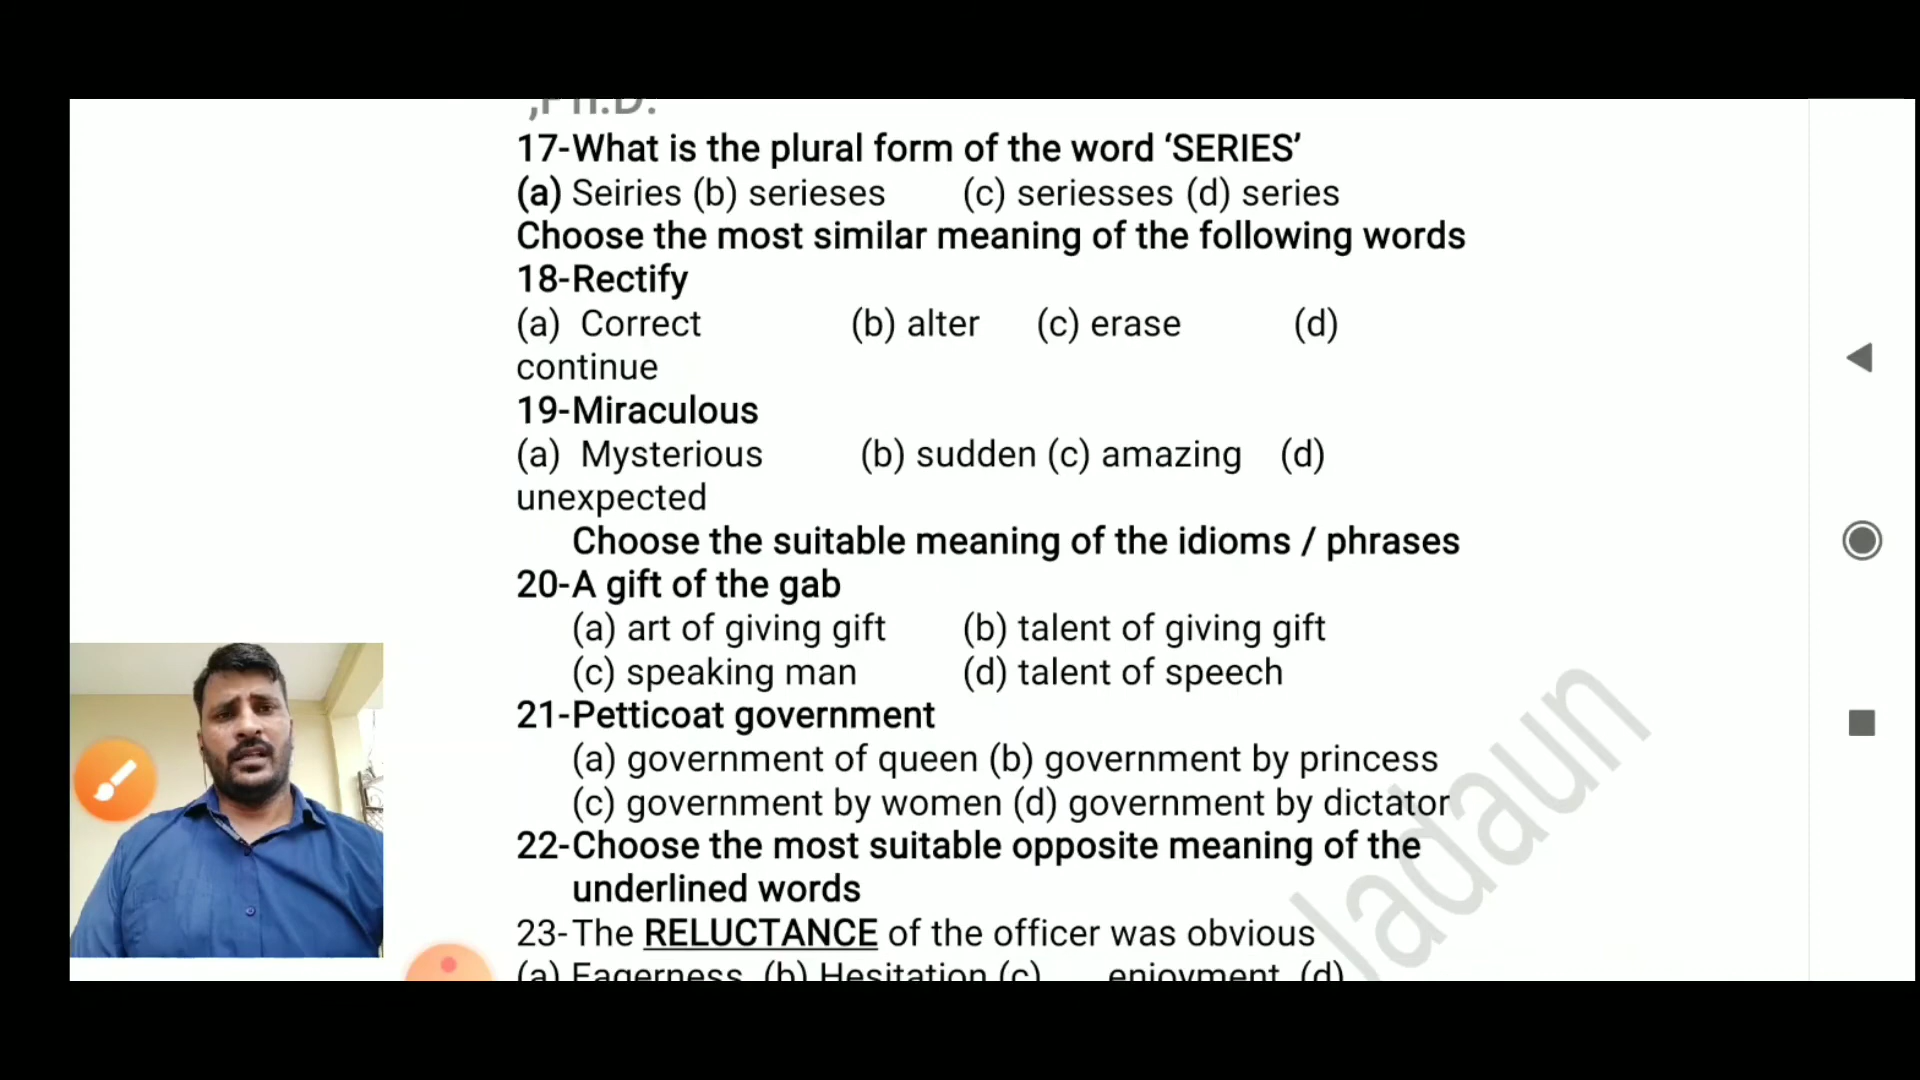 ,Ph.D.
17-What is the plural form of the word ‘SERIES’
(a) Seiries (b) serieses (c) seriesses (d) series
Choose the most similar meaning of the following words
18-Rectify
(a) Correct (b) alter (c) erase (d)
continue
19-Miraculous
(a) Mysterious (b) sudden (c) amazing (d)
unexpected
Choose the suitable meaning of the idioms / phrases
20-A gift of the gab
(a) art of giving gift (b) talent of giving gift
(c) speaking man (d) talent of speech
21-Petticoat government
(a) government of queen (b) government by princess
(c) government by women (d) government by dictator
22-Choose the most suitable opposite meaning of the
underlined words
23-The RELUCTANCE of the officer was obvious
(a) Eagerness (b) Hesitation (c) enjoyment (d)
Jadaun